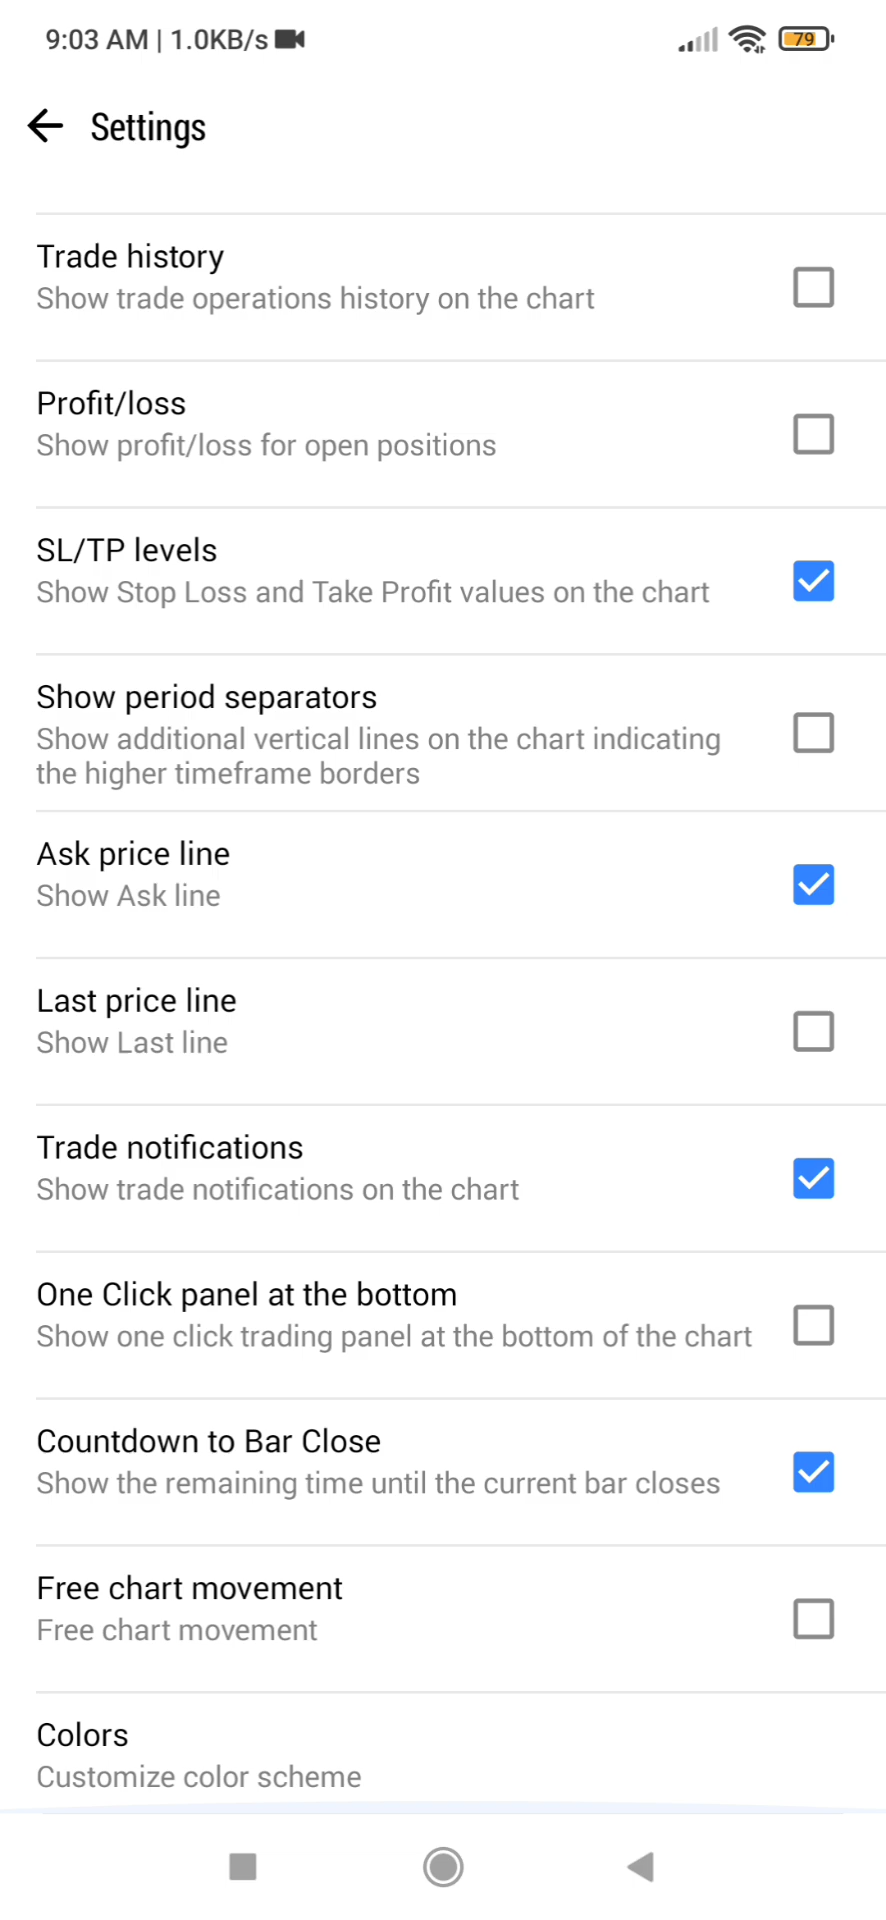 9:03 AM | 1.0KB/s
79
Settings
Trade history
Show trade operations history on the chart
Profit/loss
Show profit/loss for open positions
SL/TP levels
Show Stop Loss and Take Profit values on the chart
Show period separators
Show additional vertical lines on the chart indicating
the higher timeframe borders
Ask price line
Show Ask line
Last price line
Show Last line
Trade notifications
Show trade notifications on the chart
One Click panel at the bottom
Show one click trading panel at the bottom of the chart
Countdown to Bar Close
Show the remaining time until the current bar closes
Free chart movement
Free chart movement
Colors
Customize color scheme